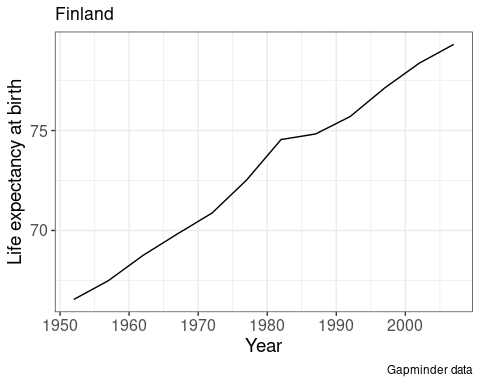 Finland
Life expectancy at birth
75
70
1950 1960 1970 1980 1990 2000
Year
Gapminder data